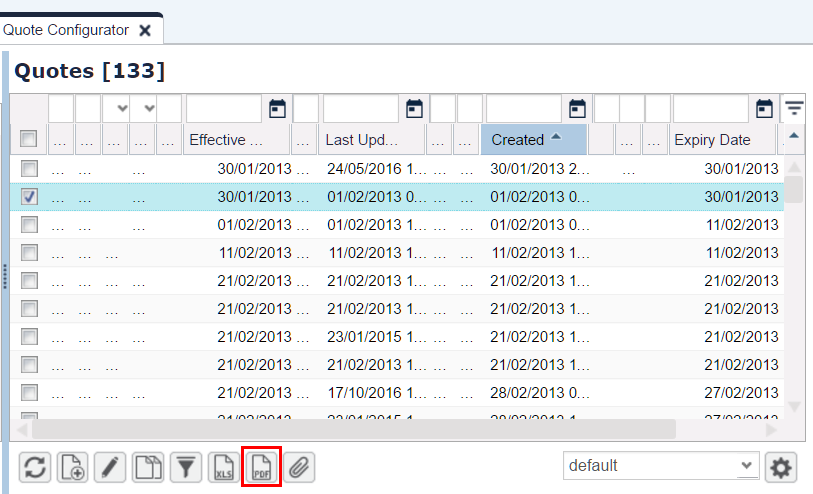 Quote Configurator
Quotes [133]
... ... ... ... ... Effective ... ... Last Upd... ... ... Created ... ... Expiry Date
... ... ... 30/01/2013 ... 24/05/2016 1... ... ... 30/01/2013 2... ... 30/01/2013
... ... ... 30/01/2013 ... 01/02/2013 0... ... ... 01/02/2013 0... 30/01/2013
... ... ... 01/02/2013 ... 01/02/2013 1... ... ... 01/02/2013 0... 11/02/2013
... ... ... 11/02/2013 ... 11/02/2013 1... ... ... 11/02/2013 1... 11/02/2013
... ... ... ... 21/02/2013 ... 21/02/2013 1... ... ... 21/02/2013 1... 21/02/2013
... ... ... ... 21/02/2013 ... 21/02/2013 1... ... ... 21/02/2013 1... 21/02/2013
... ... ... ... 21/02/2013 ... 23/01/2015 1... ... ... 21/02/2013 1... 21/02/2013
... ... ... ... 21/02/2013 ... 21/02/2013 1... ... ... 21/02/2013 1... 21/02/2013
... ... ... ... 21/02/2013 ... 17/10/2016 1... ... ... 28/02/2013 0... 27/02/2013
XLS PDF default